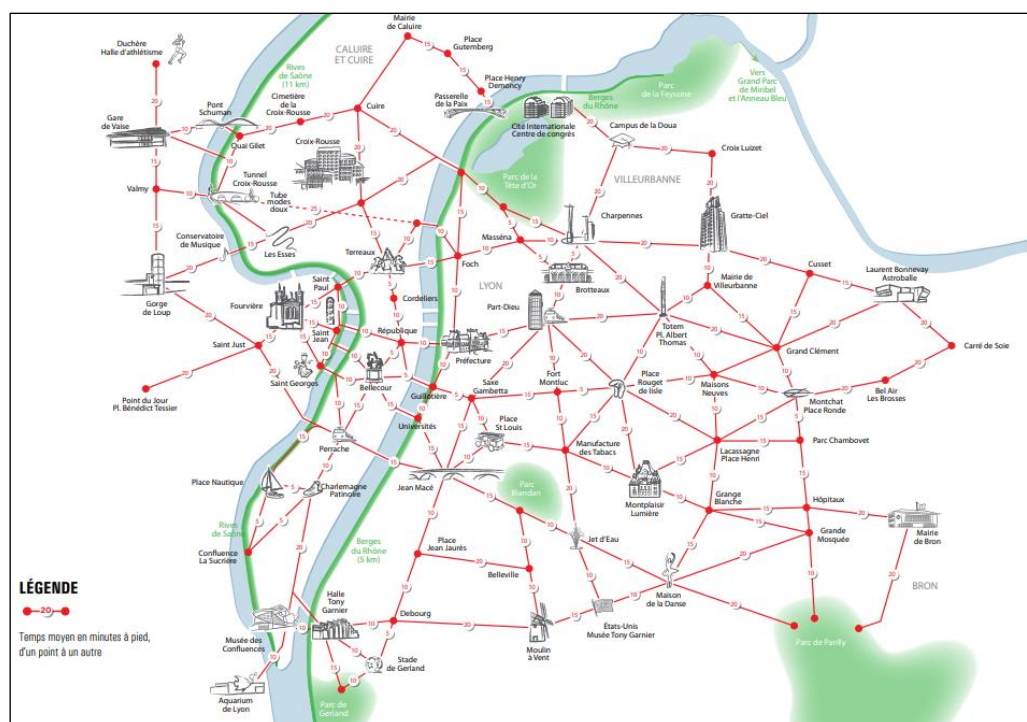 Mairie
de Caluire
Place
Gutemberg
Duchère
Halle d'athlétisme
CALUIRE
ET CUIRE
Rives
de Saône
(11 km)
Place Henry
Demoncy
Vers
Grand Parc
de Miribel
et l'Anneau Bleu
Parc
de la Feyssine
Berges
du Rhône
Pont
Schuman
Cimetière
de la
Croix-Rousse
Cuire
Passerelle
de la Paix
Gare
de Vaise
Cité Internationale
Centre de congrès
Campus de la Doua
Quai Gilet
Croix-Rousse
Croix Luizet
Parc de la
Tête d'Or
VILLEURBANNE
Valmy
Tunnel
Croix-Rousse
Tube
modes
doux
25
Charpennes
Gratte-Ciel
Conservatoire
de Musique
Les Esses
Terreaux
Masséna
Foch
Cusset
Laurent Bonnevay
Astroballe
Gorge
de Loup
Saint
Paul
LYON
Brotteaux
Mairie de
Villeurbanne
Fourvière
Cordeliers
Part-Dieu
République
Saint
Jean
Totem
Pl. Albert
Thomas
Saint Just
Préfecture
Grand Clément
Carré de Soie
Saint Georges
Bellecour
Guillotière
Saxe
Gambetta
Fort
Montluc
Place
Rouget
de lisle
Maisons
Neuves
Bel Air
Les Brosses
Point du Jour
Pl. Bénédict Tessier
Montchat
Place Ronde
Universités
Place
St Louis
Perrache
Manufacture
des Tabacs
Lacassagne
Place Henri
Parc Chambovet
Place Nautique
Charlemagne
Patinoire
Jean Macé
Parc
Blandan
Montplaisir
Lumière
Grange
Blanche
Hôpitaux
Rives
de Saône
Confluence
La Sucrière
Berges
du Rhône
(5 km)
Place
Jean Jaurès
Jet d'Eau
Grande
Mosquée
Mairie
de Bron
Belleville
LÉGENDE
20
Temps moyen en minutes à pied,
d'un point à un autre
Maison
de la Danse
BRON
Halle
Tony
Garnier
Debourg
États-Unis
Musée Tony Garnier
Musée des
Confluences
Moulin
à Vent
Parc de Parilly
Stade
de Gerland
Aquarium
de Lyon
Parc de
Gerland